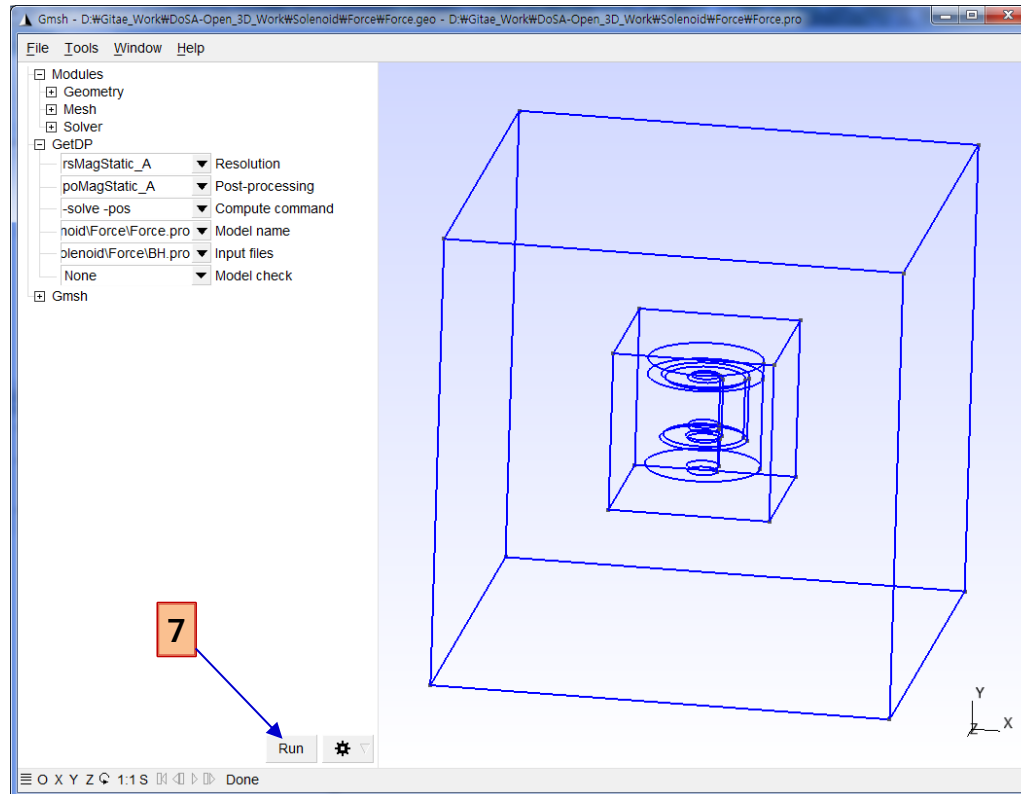 Gmsh - D:₩Gitae_Work₩DoSA-Open_3D_Work₩Solenoid₩Force₩Force.geo - D:₩Gitae_Work₩DoSA-Open_3D_Work₩Solenoid₩Force₩Force.pro
File Tools Window Help
Modules
Geometry
Mesh
Solver
GetDP
rsMagStatic_A Resolution
poMagStatic_A Post-processing
-solve -pos Compute command
noid\Force\Force.pro Model name
olenoid\Force\BH.pro Input files
None Model check
Gmsh
7
Run
Y
X
Z
O X Y Z 1:1 S Done